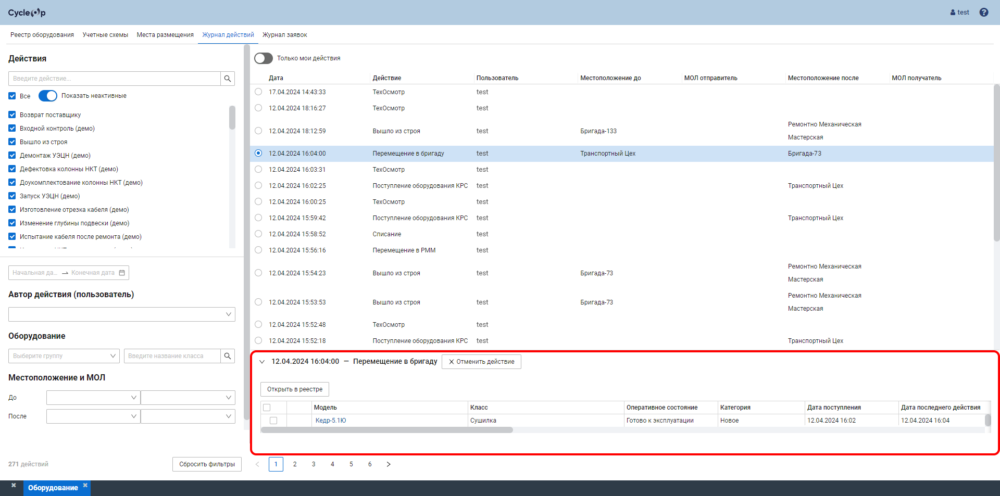 CycleOp
test
Реестр оборудования Учетные схемы Места размещения Журнал действий Журнал заявок
Действия
Введите действие...
Все Показать неактивные
Возврат поставщику
Входной контроль (демо)
Вышло из строя
Демонтаж УЭЦН (демо)
Дефектовка колонны НКТ (демо)
Доукомплектование колонны НКТ (демо)
Запуск УЭЦН (демо)
Изготовление отрезка кабеля (демо)
Изменение глубины подвески (демо)
Испытание кабеля после ремонта (демо)
Начальная да... Конечная дата
Автор действия (пользователь)
Оборудование
Выберите группу Введите название класса
Местоположение и МОЛ
До
После
271 действий Сбросить фильтры
Только мои действия
Дата Действие Пользователь Местоположение до МОЛ отправитель Местоположение после МОЛ получатель
17.04.2024 14:43:33 ТехОсмотр test
12.04.2024 18:16:27 ТехОсмотр test
12.04.2024 18:12:59 Вышло из строя test Бригада-133 Ремонтно Механическая
Мастерская
12.04.2024 16:04:00 Перемещение в бригаду test Транспортный Цех Бригада-73
12.04.2024 16:03:31 ТехОсмотр test
12.04.2024 16:02:25 Поступление оборудования КРС test Транспортный Цех
12.04.2024 16:00:25 ТехОсмотр test
12.04.2024 15:59:42 Поступление оборудования КРС test Транспортный Цех
12.04.2024 15:58:52 Списание test
12.04.2024 15:56:16 Перемещение в РММ test
12.04.2024 15:54:23 Вышло из строя test Бригада-73 Ремонтно Механическая
Мастерская
12.04.2024 15:53:53 Вышло из строя test Бригада-73 Ремонтно Механическая
Мастерская
12.04.2024 15:52:48 ТехОсмотр test
12.04.2024 15:52:18 Поступление оборудования КРС test Транспортный Цех
12.04.2024 16:04:00 — Перемещение в бригаду Отменить действие
Открыть в реестре
Модель Класс Оперативное состояние Категория Дата поступления Дата последнего действия
Кедр-5.1Ю Сушилка Готово к эксплуатации Новое 12.04.2024 16:02 12.04.2024 16:04
1 2 3 4 5 6
Оборудование